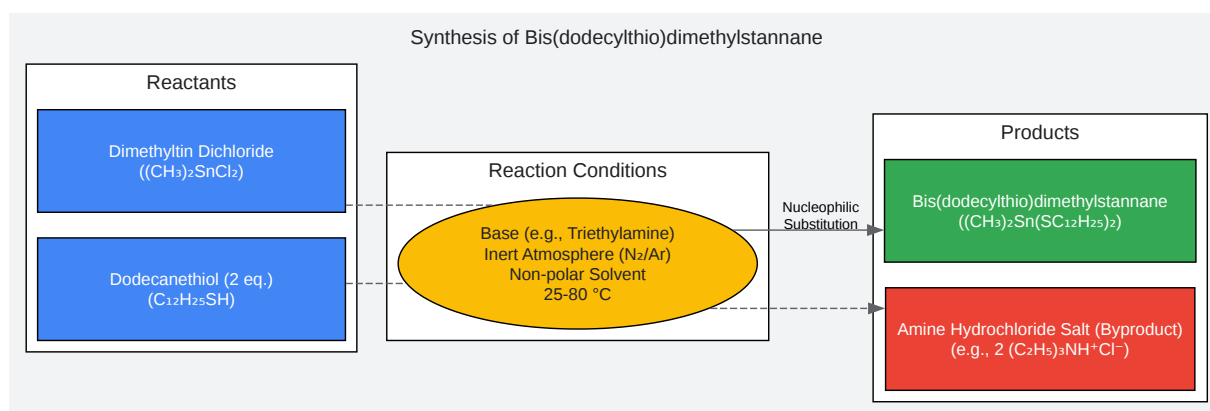 Synthesis of Bis(dodecylthio)dimethylstannane
Reactants
Dimethyltin Dichloride
((CH₃)₂SnCl₂)
Dodecanethiol (2 eq.)
(C₁₂H₂₅SH)
Reaction Conditions
Base (e.g., Triethylamine)
Inert Atmosphere (N₂/Ar)
Non-polar Solvent
25-80 °C
Nucleophilic
Substitution
Products
Bis(dodecylthio)dimethylstannane
((CH₃)₂Sn(SC₁₂H₂₅)₂)
Amine Hydrochloride Salt (Byproduct)
(e.g., 2 (C₂H₅)₃NH⁺Cl⁻)